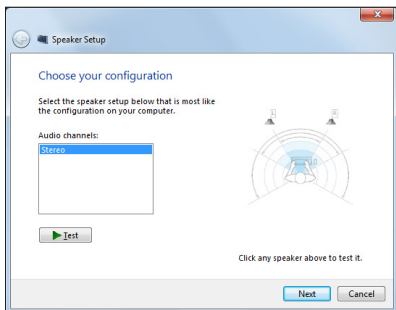 Speaker Setup
Choose your configuration
Select the speaker setup below that is most like
the configuration on your computer.
Audio channels:
Stereo
Test
Click any speaker above to test it.
Next
Cancel